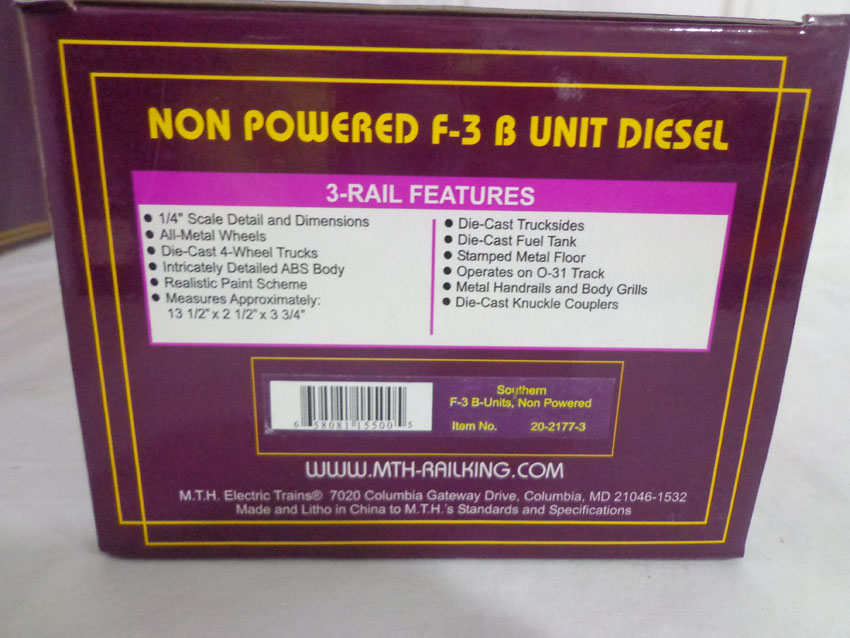 NON POWERED F-3 B UNIT DIESEL
3-RAIL FEATURES
• 1/4" Scale Detail and Dimensions
• All-Metal Wheels
• Die-Cast 4-Wheel Trucks
• Intricately Detailed ABS Body
• Realistic Paint Scheme
• Measures Approximately:
13 1/2" x 2 1/2" x 3 3/4"
• Die-Cast Trucksides
• Die-Cast Fuel Tank
• Stamped Metal Floor
• Operates on O-31 Track
• Metal Handrails and Body Grills
• Die-Cast Knuckle Couplers
6 58081 15500 5
Southern
F-3 B-Units, Non Powered
Item No. 20-2177-3
WWW.MTH-RAILKING.COM
M.T.H. Electric Trains® 7020 Columbia Gateway Drive, Columbia, MD 21046-1532
Made and Litho in China to M.T.H.'s Standards and Specifications